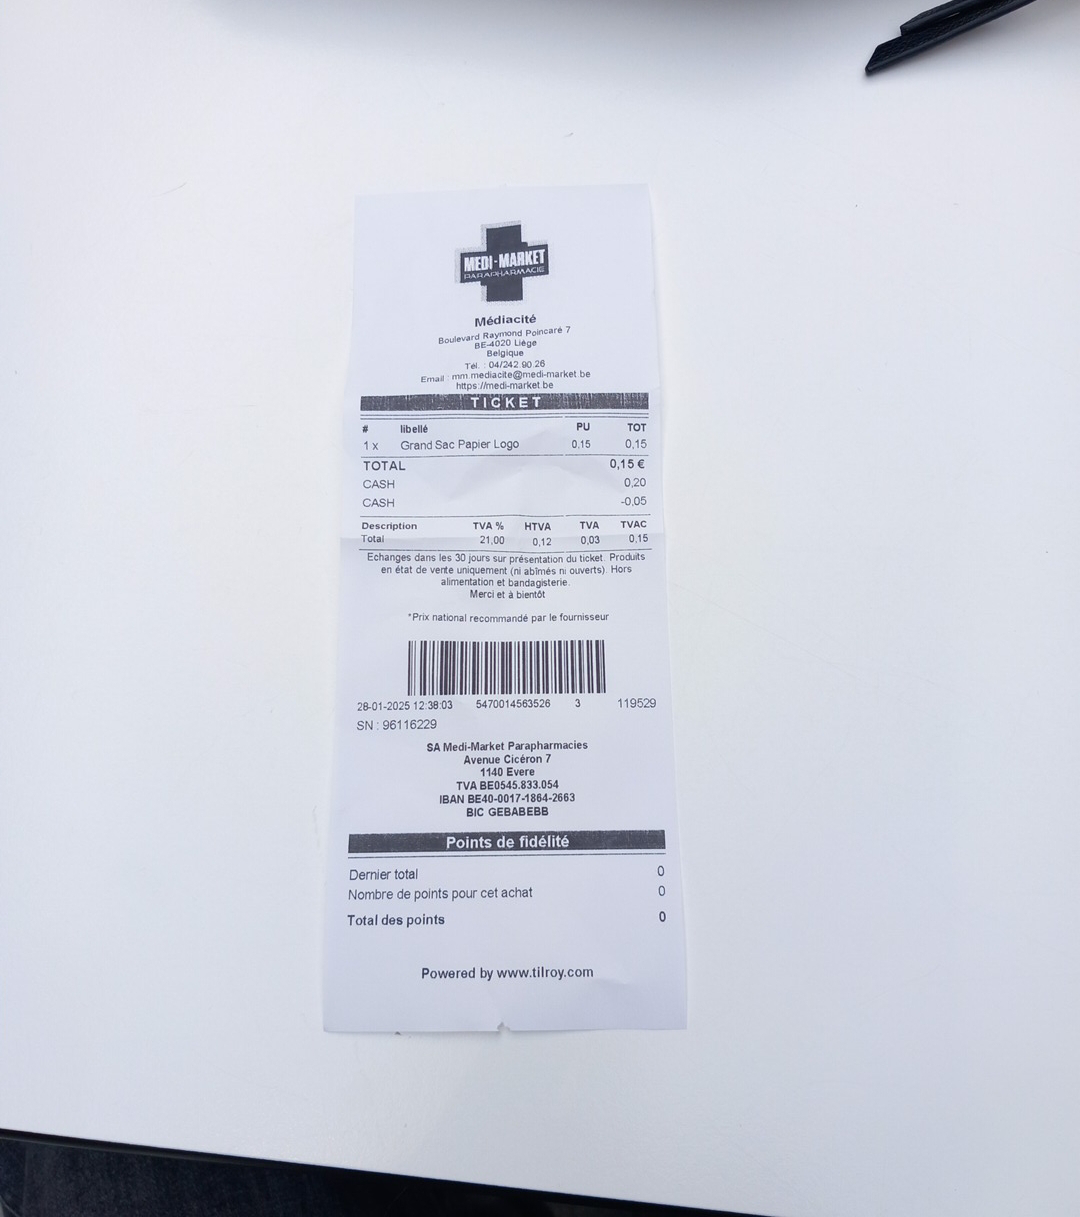 MEDI-MARKET
PARAPHARMACIE
Médiacité
Boulevard Raymond Poincaré 7
BE-4020 Liège
Belgique
Tél. : 04/242.90.26
Email : mm.mediacite@medi-market.be
https://medi-market.be
TICKET
# libellé PU TOT
1 x Grand Sac Papier Logo 0,15 0,15
TOTAL 0,15 €
CASH 0,20
CASH -0,05
Description TVA % HTVA TVA TVAC
Total 21,00 0,12 0,03 0,15
Echanges dans les 30 jours sur présentation du ticket. Produits
en état de vente uniquement (ni abîmés ni ouverts). Hors
alimentation et bandagisterie.
Merci et à bientôt
*Prix national recommandé par le fournisseur
28-01-2025 12:38:03 5470014563526 3 119529
SN : 96116229
SA Medi-Market Parapharmacies
Avenue Cicéron 7
1140 Evere
TVA BE0545.833.054
IBAN BE40-0017-1864-2663
BIC GEBABEBB
Points de fidélité
Dernier total 0
Nombre de points pour cet achat 0
Total des points 0
Powered by www.tilroy.com